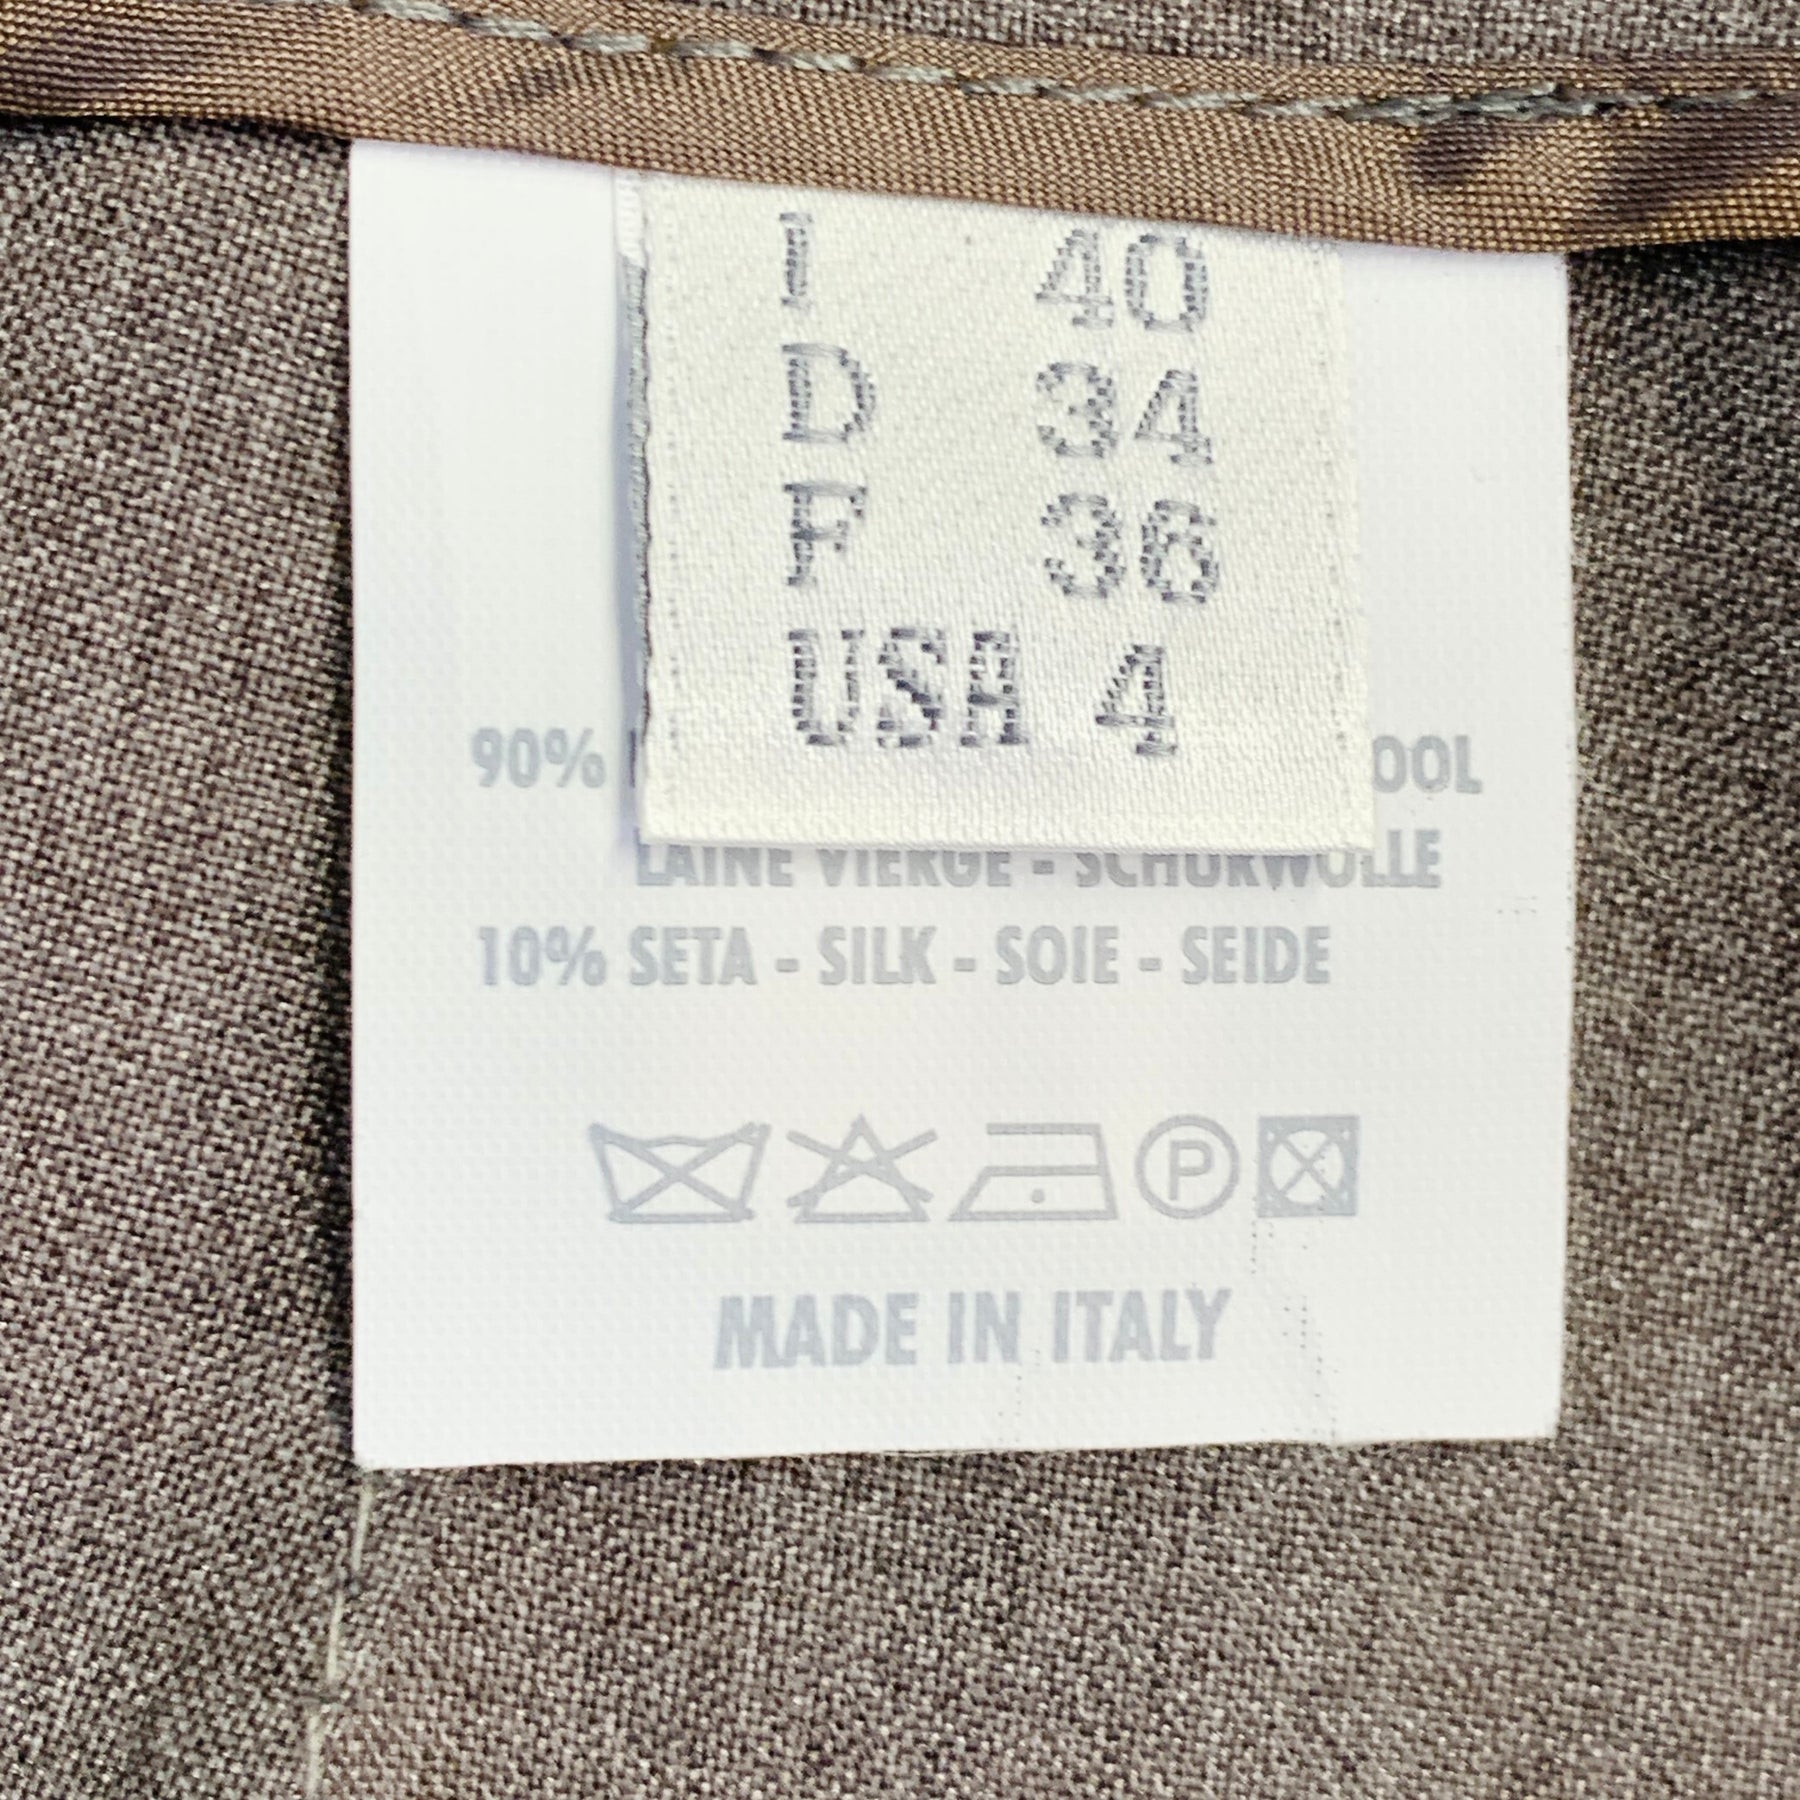 I 40
D 34
F 36
USA 4
90%
LAINE VIERGE - SCHURWOLLE
10% SETA - SILK - SOIE - SEIDE
P
MADE IN ITALY